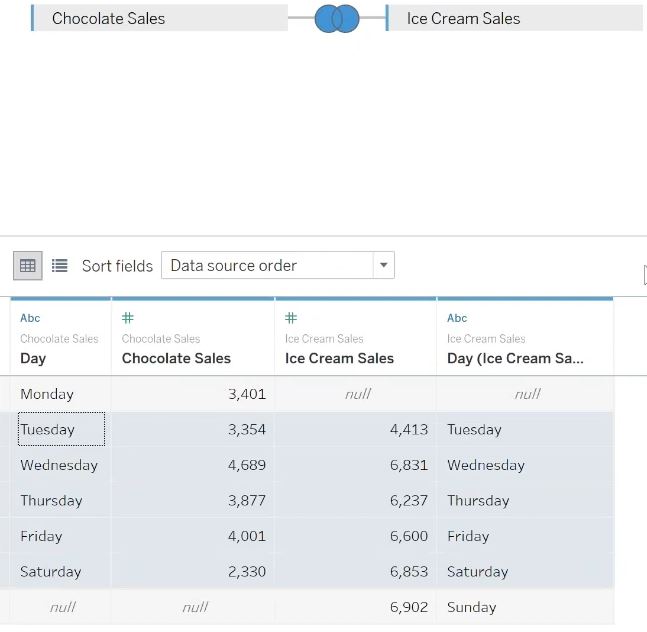 Chocolate Sales Ice Cream Sales
Sort fields Data source order
Abc # # Abc
Chocolate Sales Chocolate Sales Ice Cream Sales Ice Cream Sales
Day Chocolate Sales Ice Cream Sales Day (Ice Cream Sa...
Monday 3,401 null null
Tuesday 3,354 4,413 Tuesday
Wednesday 4,689 6,831 Wednesday
Thursday 3,877 6,237 Thursday
Friday 4,001 6,600 Friday
Saturday 2,330 6,853 Saturday
null null 6,902 Sunday